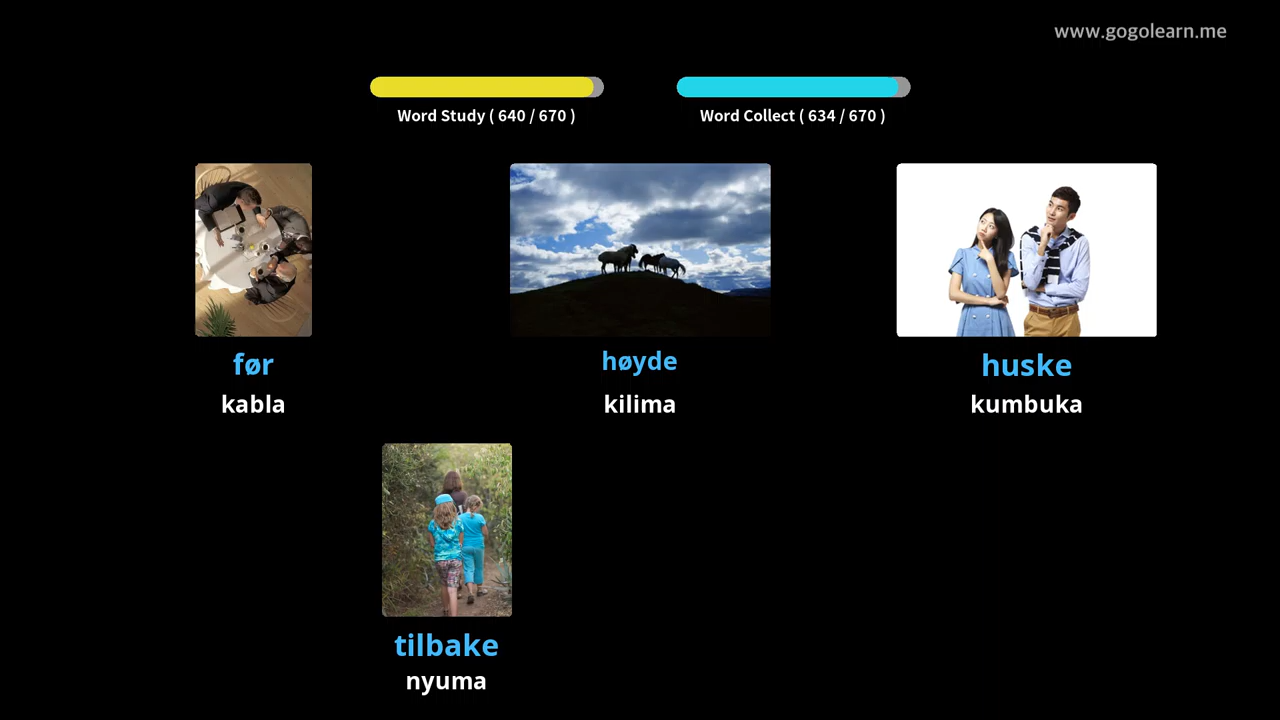 www.gogolearn.me
Word Study ( 640 / 670 )
Word Collect ( 634 / 670 )
før
høyde
huske
kabla
kilima
kumbuka
tilbake
nyuma